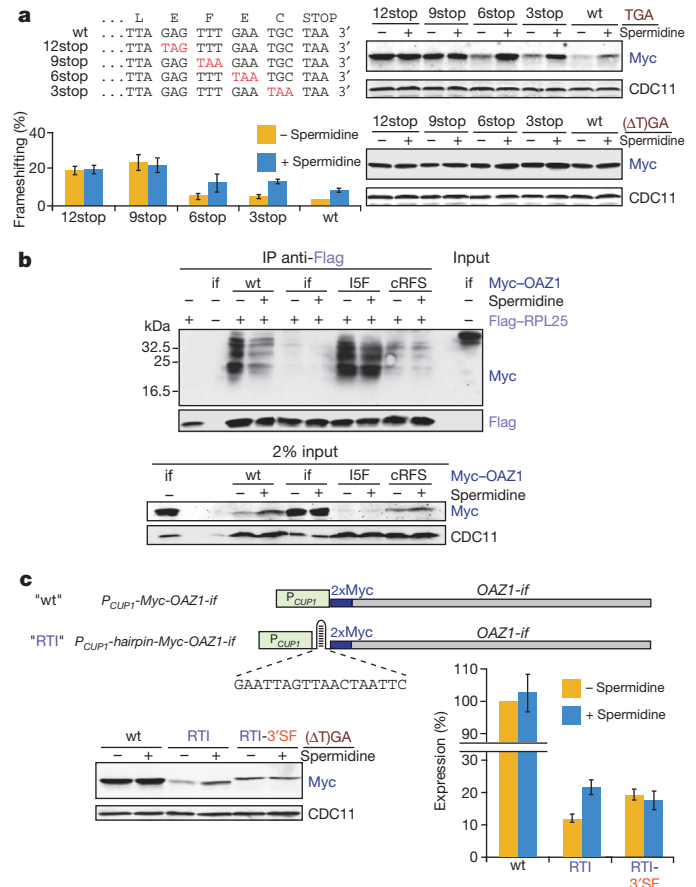 a
... L E F E C STOP
wt ...TTA GAG TTT GAA TGC TAA 3′
12stop ...TTA TAG TTT GAA TGC TAA 3′
9stop ...TTA GAG TAA GAA TGC TAA 3′
6stop ...TTA GAG TTT TAA TGC TAA 3′
3stop ...TTA GAG TTT GAA TAA TAA 3′
Frameshifting (%)
40
20
0
– Spermidine
+ Spermidine
12stop 9stop 6stop 3stop wt
12stop 9stop 6stop 3stop wt TGA
– + – + – + – + – + Spermidine
Myc
CDC11
12stop 9stop 6stop 3stop wt (ΔT)GA
– + – + – + – + – + Spermidine
Myc
CDC11
b
IP anti-Flag Input
if wt if I5F cRFS Myc–OAZ1 if
– – – + – + – + – + Spermidine –
+ – + + + + + + + + Flag–RPL25 –
kDa
32.5
25
16.5
Myc
Flag
2% input
if wt if I5F cRFS Myc–OAZ1
– – – + – + – + – + Spermidine
Myc
CDC11
c
"wt" PCUP1-Myc-OAZ1-if PCUP1 2xMyc OAZ1-if
"RTI" PCUP1-hairpin-Myc-OAZ1-if PCUP1 2xMyc OAZ1-if
GAATTAGTTAACTAATTC
wt RTI RTI-3′SF (ΔT)GA
– + – + – + Spermidine
Myc
CDC11
Expression (%)
100
90
30
20
10
0
– Spermidine
+ Spermidine
wt RTI RTI-
3′SF